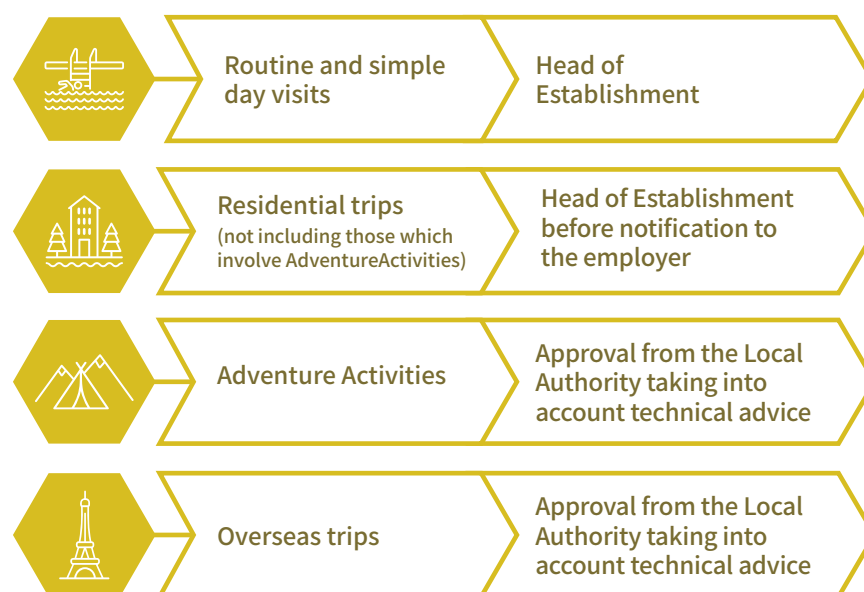 Routine and simple
day visits
Head of
Establishment
Residential trips
(not including those which
involve AdventureActivities)
Head of Establishment
before notification to
the employer
Adventure Activities
Approval from the Local
Authority taking into
account technical advice
Overseas trips
Approval from the Local
Authority taking into
account technical advice